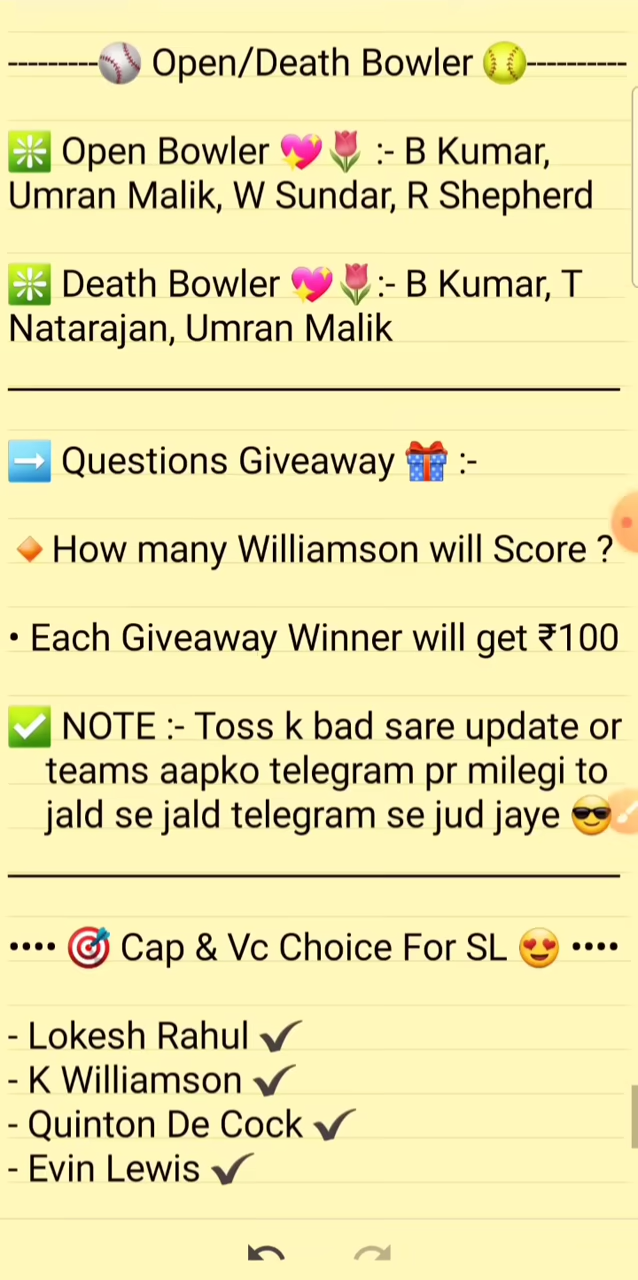 ---------⚾ Open/Death Bowler 🥎----------
❇️ Open Bowler 💖🌷 :- B Kumar,
Umran Malik, W Sundar, R Shepherd
❇️ Death Bowler 💖🌷:- B Kumar, T
Natarajan, Umran Malik
➡️ Questions Giveaway 🎁 :-
🔸How many Williamson will Score ?
• Each Giveaway Winner will get ₹100
✅ NOTE :- Toss k bad sare update or
teams aapko telegram pr milegi to
jald se jald telegram se jud jaye 😎
•••• 🎯 Cap & Vc Choice For SL 😍 ••••
- Lokesh Rahul ✔
- K Williamson ✔
- Quinton De Cock ✔
- Evin Lewis ✔